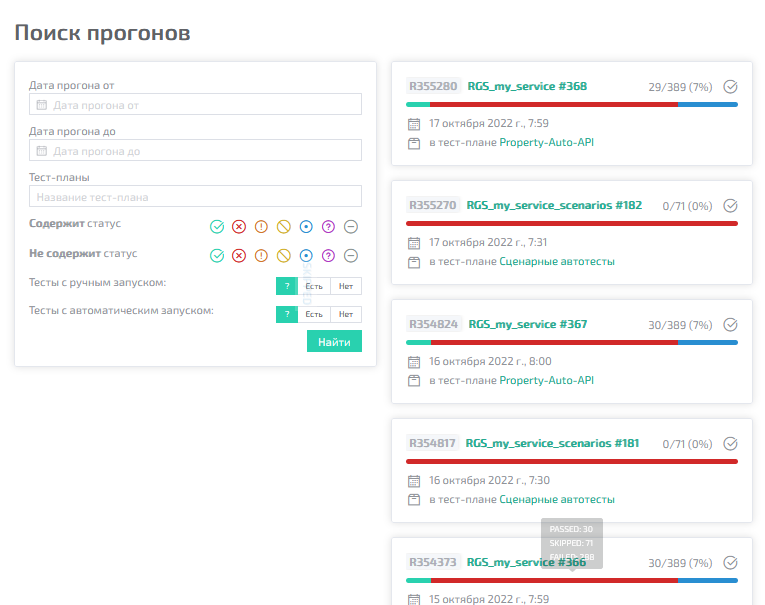 Поиск прогонов
Дата прогона от
Дата прогона от
Дата прогона до
Дата прогона до
Тест-планы
Название тест-плана
Содержит статус
Не содержит статус
Тесты с ручным запуском:
? Есть Нет
Тесты с автоматическим запуском:
? Есть Нет
Найти
R355280 RGS_my_service #368 29/389 (7%)
17 октября 2022 г., 7:59
в тест-плане Property-Auto-API
R355270 RGS_my_service_scenarios #182 0/71 (0%)
17 октября 2022 г., 7:31
в тест-плане Сценарные автотесты
R354824 RGS_my_service #367 30/389 (7%)
16 октября 2022 г., 8:00
в тест-плане Property-Auto-API
R354817 RGS_my_service_scenarios #181 0/71 (0%)
16 октября 2022 г., 7:30
в тест-плане Сценарные автотесты
PASSED: 30
SKIPPED: 71
FAILED: 288
R354373 RGS_my_service #366 30/389 (7%)
15 октября 2022 г., 7:59